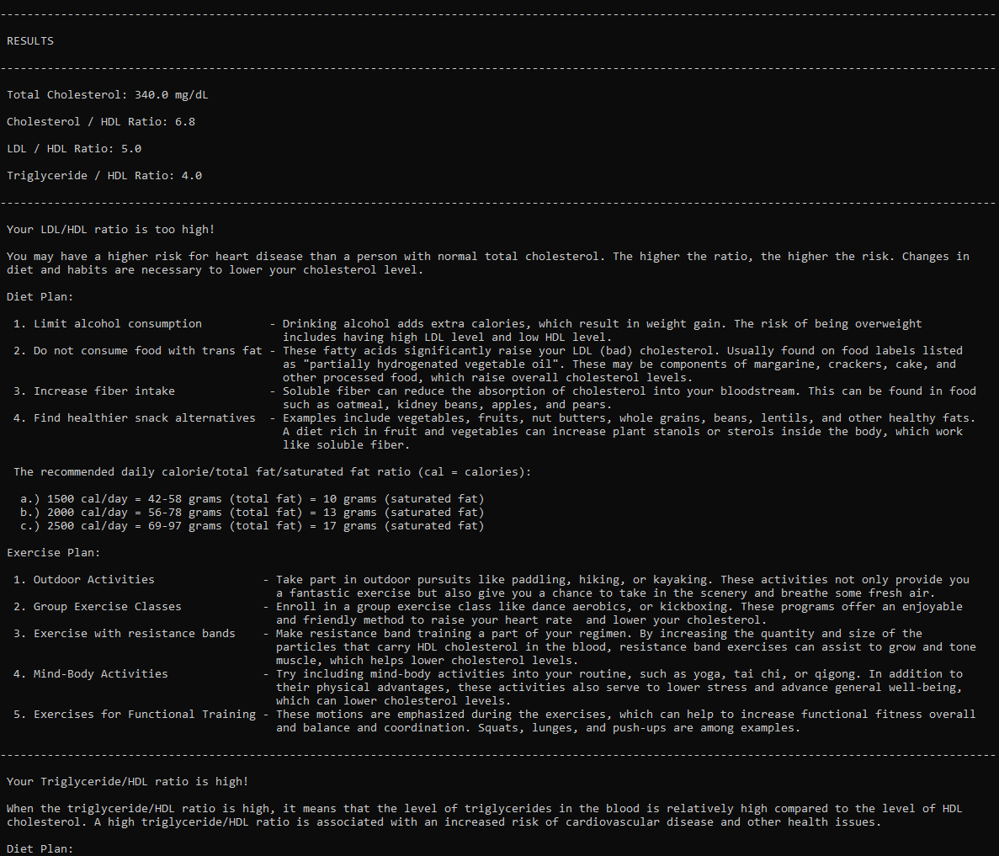 --------------------------------------------------------------------------------------------------------------------------------------------------
RESULTS
--------------------------------------------------------------------------------------------------------------------------------------------------
Total Cholesterol: 340.0 mg/dL
Cholesterol / HDL Ratio: 6.8
LDL / HDL Ratio: 5.0
Triglyceride / HDL Ratio: 4.0
--------------------------------------------------------------------------------------------------------------------------------------------------
Your LDL/HDL ratio is too high!
You may have a higher risk for heart disease than a person with normal total cholesterol. The higher the ratio, the higher the risk. Changes in
diet and habits are necessary to lower your cholesterol level.
Diet Plan:
1. Limit alcohol consumption - Drinking alcohol adds extra calories, which result in weight gain. The risk of being overweight
includes having high LDL level and low HDL level.
2. Do not consume food with trans fat - These fatty acids significantly raise your LDL (bad) cholesterol. Usually found on food labels listed
as "partially hydrogenated vegetable oil". These may be components of margarine, crackers, cake, and
other processed food, which raise overall cholesterol levels.
3. Increase fiber intake - Soluble fiber can reduce the absorption of cholesterol into your bloodstream. This can be found in food
such as oatmeal, kidney beans, apples, and pears.
4. Find healthier snack alternatives - Examples include vegetables, fruits, nut butters, whole grains, beans, lentils, and other healthy fats.
A diet rich in fruit and vegetables can increase plant stanols or sterols inside the body, which work
like soluble fiber.
The recommended daily calorie/total fat/saturated fat ratio (cal = calories):
a.) 1500 cal/day = 42-58 grams (total fat) = 10 grams (saturated fat)
b.) 2000 cal/day = 56-78 grams (total fat) = 13 grams (saturated fat)
c.) 2500 cal/day = 69-97 grams (total fat) = 17 grams (saturated fat)
Exercise Plan:
1. Outdoor Activities - Take part in outdoor pursuits like paddling, hiking, or kayaking. These activities not only provide you
a fantastic exercise but also give you a chance to take in the scenery and breathe some fresh air.
2. Group Exercise Classes - Enroll in a group exercise class like dance aerobics, or kickboxing. These programs offer an enjoyable
and friendly method to raise your heart rate  and lower your cholesterol.
3. Exercise with resistance bands - Make resistance band training a part of your regimen. By increasing the quantity and size of the
particles that carry HDL cholesterol in the blood, resistance band exercises can assist to grow and tone
muscle, which helps lower cholesterol levels.
4. Mind-Body Activities - Try including mind-body activities into your routine, such as yoga, tai chi, or qigong. In addition to
their physical advantages, these activities also serve to lower stress and advance general well-being,
which can lower cholesterol levels.
5. Exercises for Functional Training - These motions are emphasized during the exercises, which can help to increase functional fitness overall
and balance and coordination. Squats, lunges, and push-ups are among examples.
--------------------------------------------------------------------------------------------------------------------------------------------------
Your Triglyceride/HDL ratio is high!
When the triglyceride/HDL ratio is high, it means that the level of triglycerides in the blood is relatively high compared to the level of HDL
cholesterol. A high triglyceride/HDL ratio is associated with an increased risk of cardiovascular disease and other health issues.
Diet Plan: